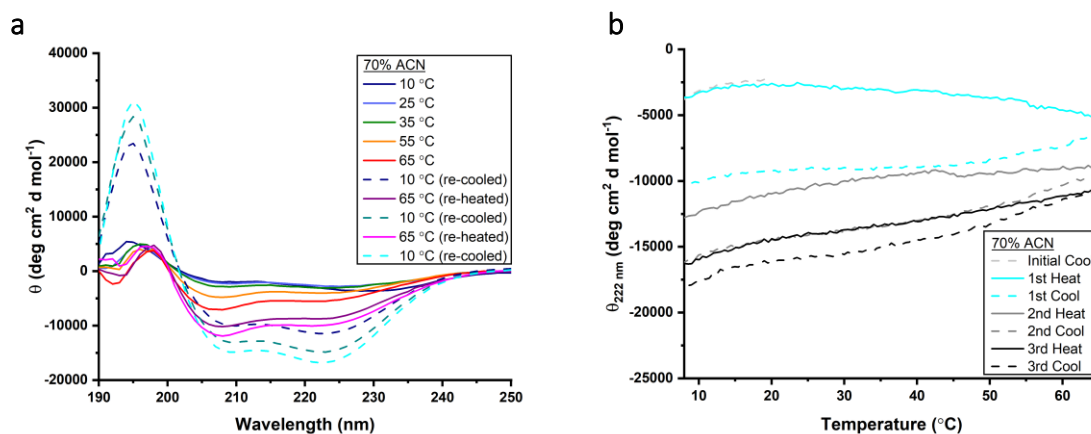 a
40000
30000
20000
10000
0
-10000
-20000
θ (deg cm² d mol⁻¹)
190 200 210 220 230 240 250
Wavelength (nm)
70% ACN
10 °C
25 °C
35 °C
55 °C
65 °C
10 °C (re-cooled)
65 °C (re-heated)
10 °C (re-cooled)
65 °C (re-heated)
10 °C (re-cooled)
b
0
-5000
-10000
-15000
-20000
-25000
θ222 nm (deg cm² d mol⁻¹)
10 20 30 40 50 60
Temperature (°C)
70% ACN
Initial Coo
1st Heat
1st Cool
2nd Heat
2nd Cool
3rd Heat
3rd Cool